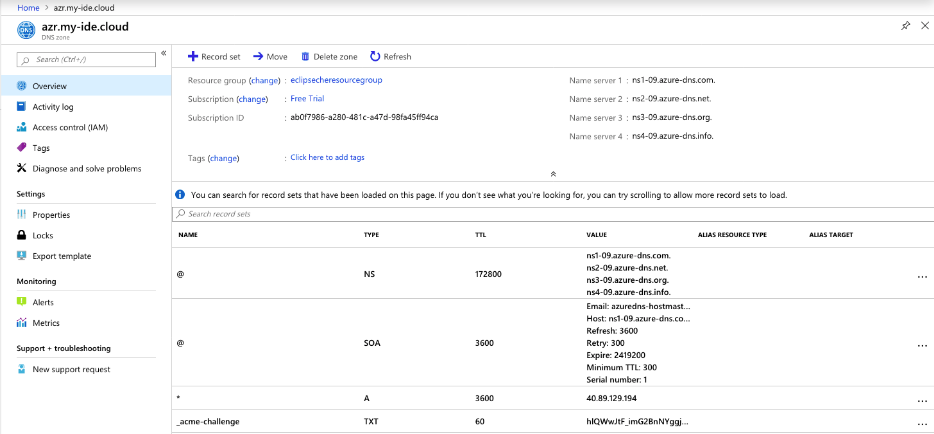 Home > azr.my-ide.cloud
azr.my-ide.cloud
DNS
DNS zone
Search (Ctrl+/)
«
Overview
Activity log
Access control (IAM)
Tags
Diagnose and solve problems
Settings
Properties
Locks
Export template
Monitoring
Alerts
Metrics
Support + troubleshooting
New support request
Record set Move Delete zone Refresh
Resource group (change) : eclipsecheresourcegroup
Subscription (change) : Free Trial
Subscription ID : ab0f7986-a280-481c-a47d-98fa45ff94ca
Tags (change) : Click here to add tags
Name server 1 : ns1-09.azure-dns.com.
Name server 2 : ns2-09.azure-dns.net.
Name server 3 : ns3-09.azure-dns.org.
Name server 4 : ns4-09.azure-dns.info.
You can search for record sets that have been loaded on this page. If you don't see what you're looking for, you can try scrolling to allow more record sets to load.
Search record sets
NAME TYPE TTL VALUE ALIAS RESOURCE TYPE ALIAS TARGET
@ NS 172800
ns1-09.azure-dns.com.
ns2-09.azure-dns.net.
ns3-09.azure-dns.org.
ns4-09.azure-dns.info.
...
@ SOA 3600
Email: azuredns-hostmast...
Host: ns1-09.azure-dns.co...
Refresh: 3600
Retry: 300
Expire: 2419200
Minimum TTL: 300
Serial number: 1
...
* A 3600 40.89.129.194 ...
_acme-challenge TXT 60 hlQWwJtF_imG2BnNYggj... ...